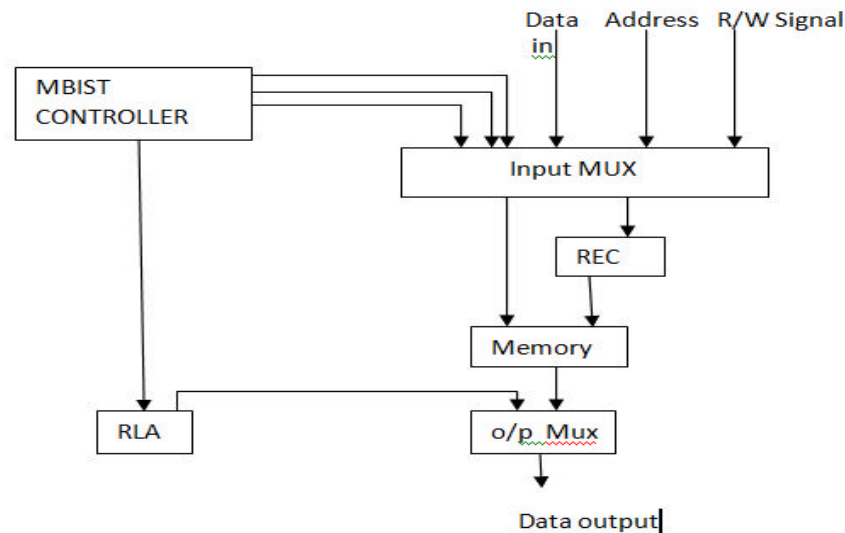 Data Address R/W Signal
in
MBIST
CONTROLLER
Input MUX
REC
Memory
RLA
o/p Mux
Data output